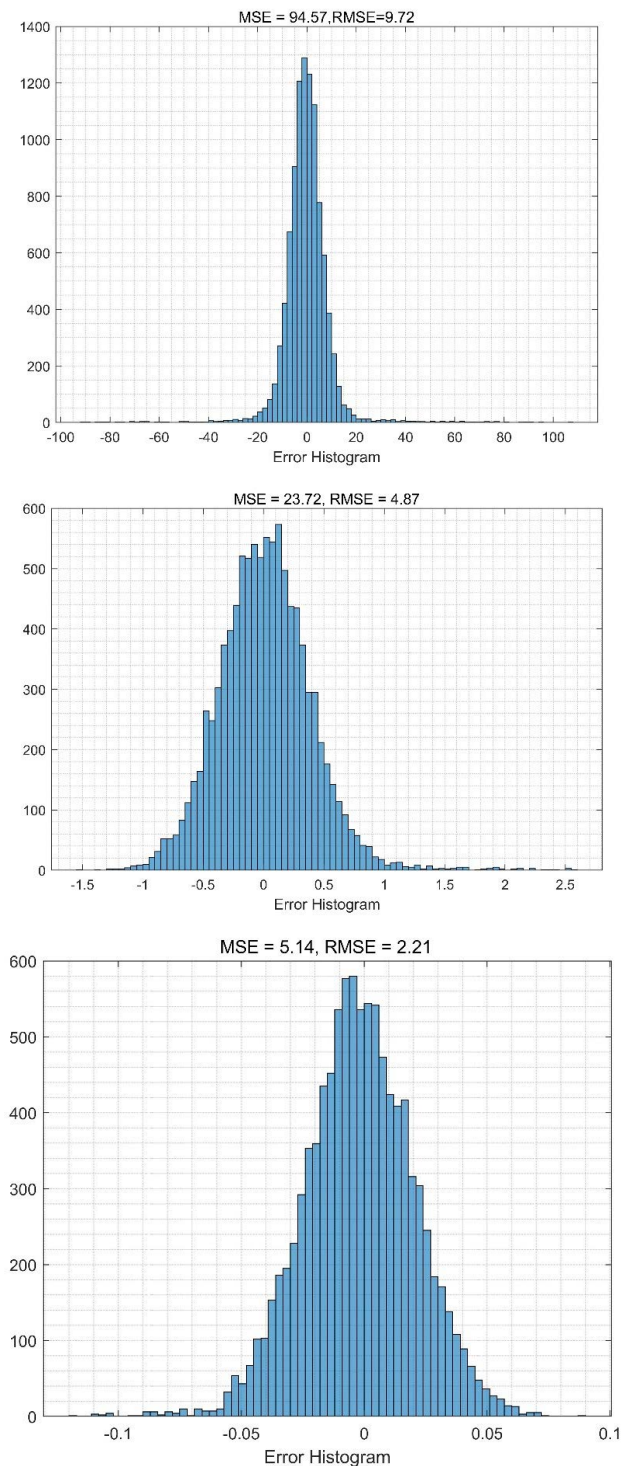 MSE = 94.57,RMSE=9.72
1400
1200
1000
800
600
400
200
0
-100 -80 -60 -40 -20 0 20 40 60 80 100
Error Histogram
MSE = 23.72, RMSE = 4.87
600
500
400
300
200
100
0
-1.5 -1 -0.5 0 0.5 1 1.5 2 2.5
Error Histogram
MSE = 5.14, RMSE = 2.21
600
500
400
300
200
100
0
-0.1 -0.05 0 0.05 0.1
Error Histogram